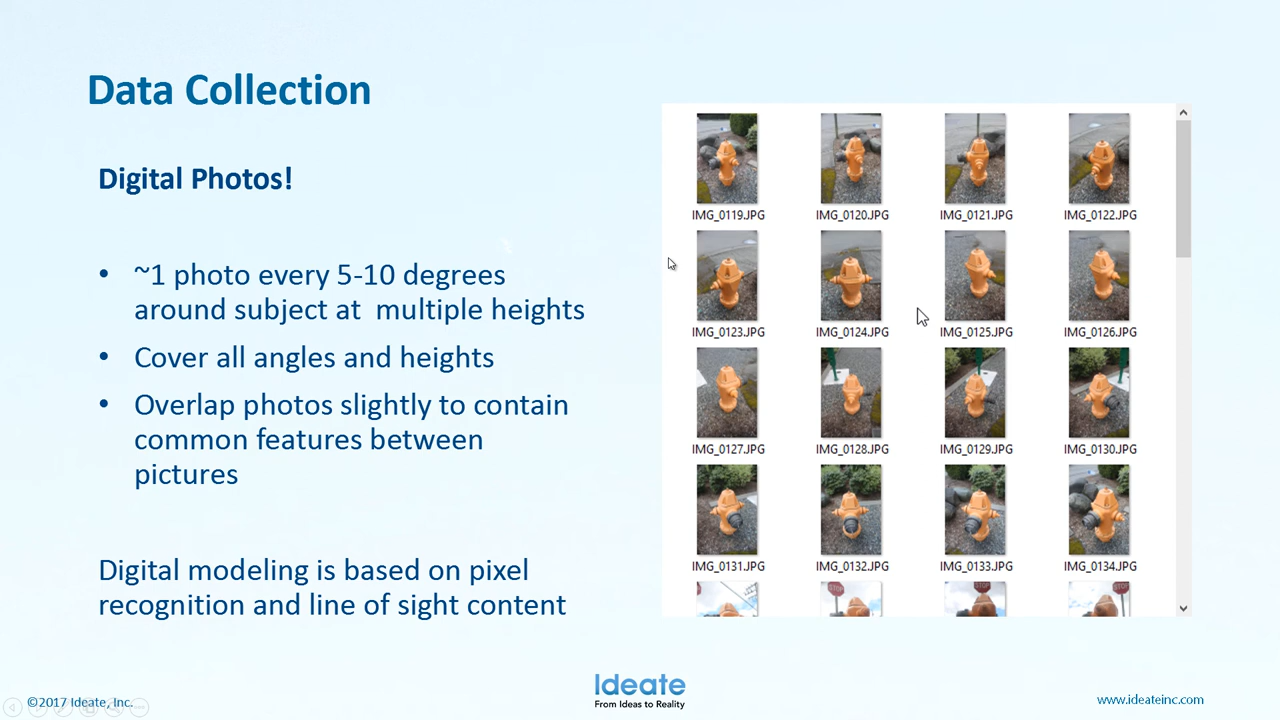 Data Collection
Digital Photos!
• ~1 photo every 5-10 degrees
around subject at multiple heights
• Cover all angles and heights
• Overlap photos slightly to contain
common features between
pictures
Digital modeling is based on pixel
recognition and line of sight content
IMG_0119.JPG IMG_0120.JPG IMG_0121.JPG IMG_0122.JPG
IMG_0123.JPG IMG_0124.JPG IMG_0125.JPG IMG_0126.JPG
IMG_0127.JPG IMG_0128.JPG IMG_0129.JPG IMG_0130.JPG
IMG_0131.JPG IMG_0132.JPG IMG_0133.JPG IMG_0134.JPG
STOP
©2017 Ideate, Inc.
Ideate
From Ideas to Reality
www.ideateinc.com